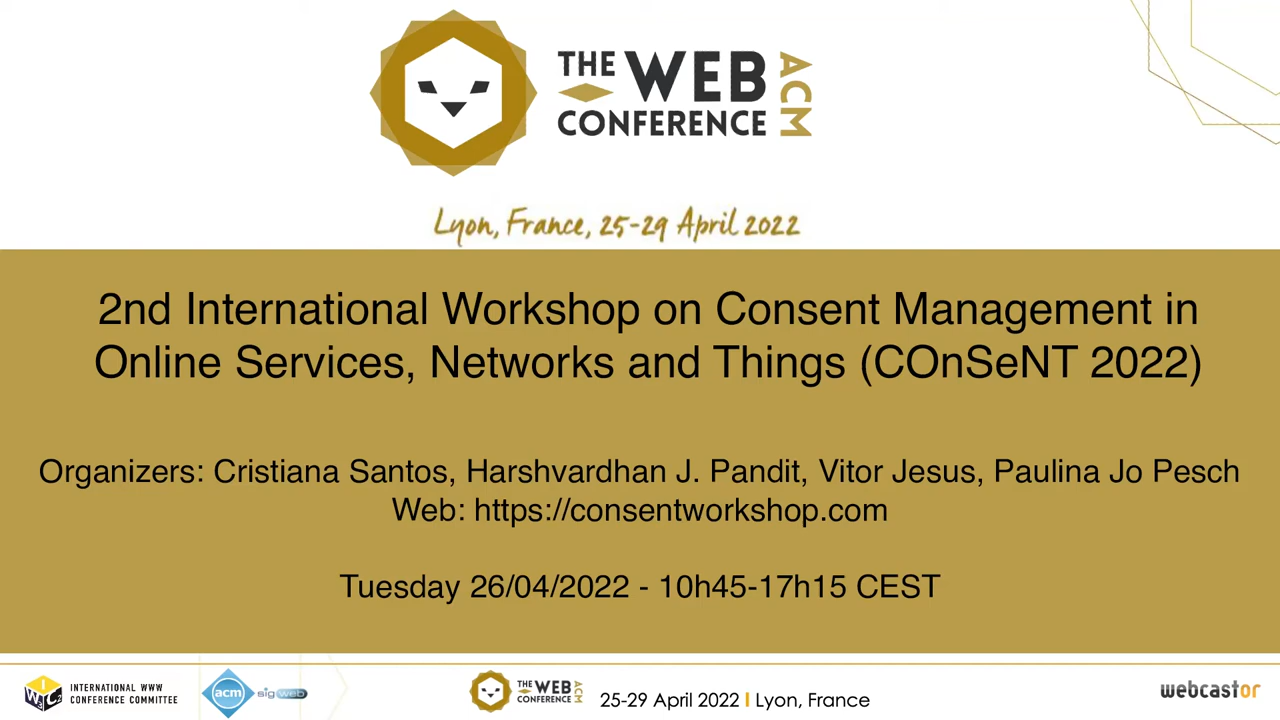 THE WEB
CONFERENCE
ACM
Lyon, France, 25-29 April 2022
2nd International Workshop on Consent Management in
Online Services, Networks and Things (COnSeNT 2022)
Organizers: Cristiana Santos, Harshvardhan J. Pandit, Vitor Jesus, Paulina Jo Pesch
Web: https://consentworkshop.com
Tuesday 26/04/2022 - 10h45-17h15 CEST
INTERNATIONAL WWW
CONFERENCE COMMITTEE
acm
sigweb
THE WEB
CONFERENCE
ACM
25-29 April 2022 I Lyon, France
webcastor